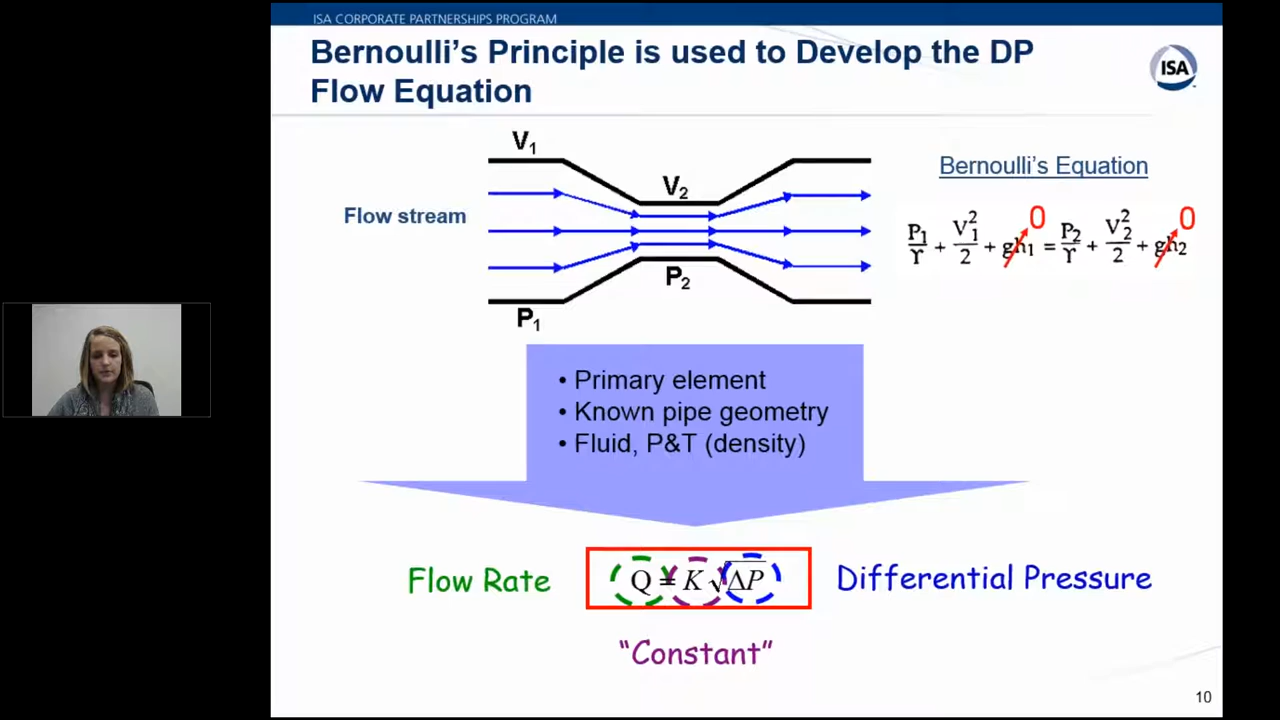 ISA CORPORATE PARTNERSHIPS PROGRAM
Bernoulli's Principle is used to Develop the DP
Flow Equation
ISA
V₁
V₂
Flow stream
P₂
P₁
Bernoulli's Equation
0 0
P₁/ϒ + V₁²/2 + gh₁ = P₂/ϒ + V₂²/2 + gh₂
• Primary element
• Known pipe geometry
• Fluid, P&T (density)
Flow Rate
Q = K √ΔP
Differential Pressure
"Constant"
10